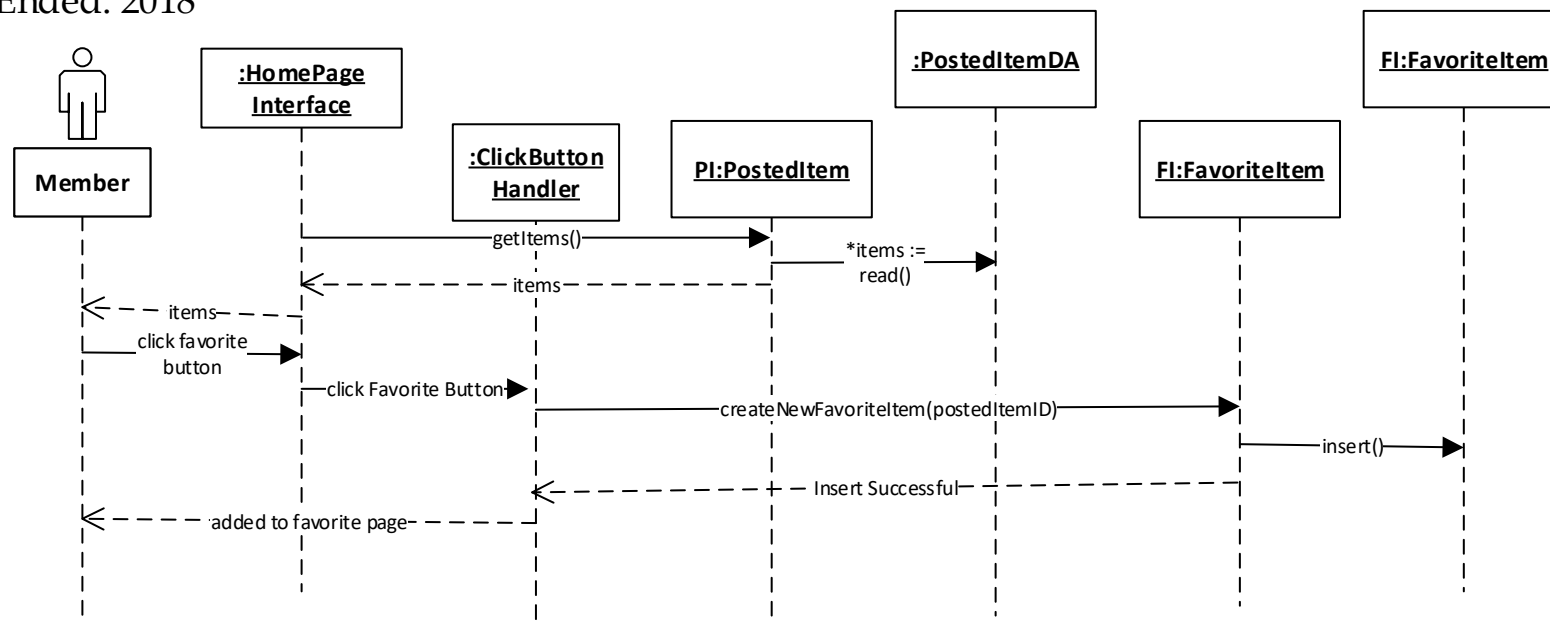 Ended: 2018
:HomePage
Interface
:PostedItemDA
FI:FavoriteItem
Member
:ClickButton
Handler
PI:PostedItem
FI:FavoriteItem
getItems()
*items :=
read()
items
items
click favorite
button
click Favorite Button
createNewFavoriteItem(postedItemID)
insert()
Insert Successful
added to favorite page